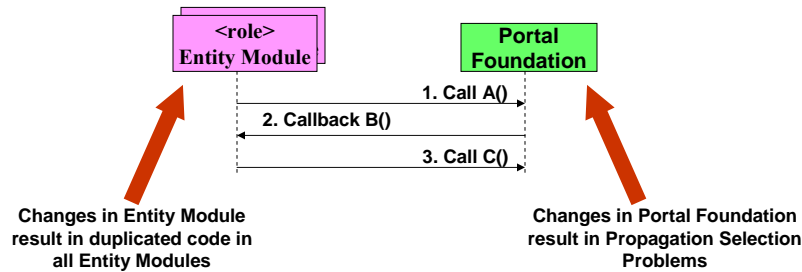 <role>
Entity Module
Portal
Foundation
1. Call A()
2. Callback B()
3. Call C()
Changes in Entity Module
result in duplicated code in
all Entity Modules
Changes in Portal Foundation
result in Propagation Selection
Problems